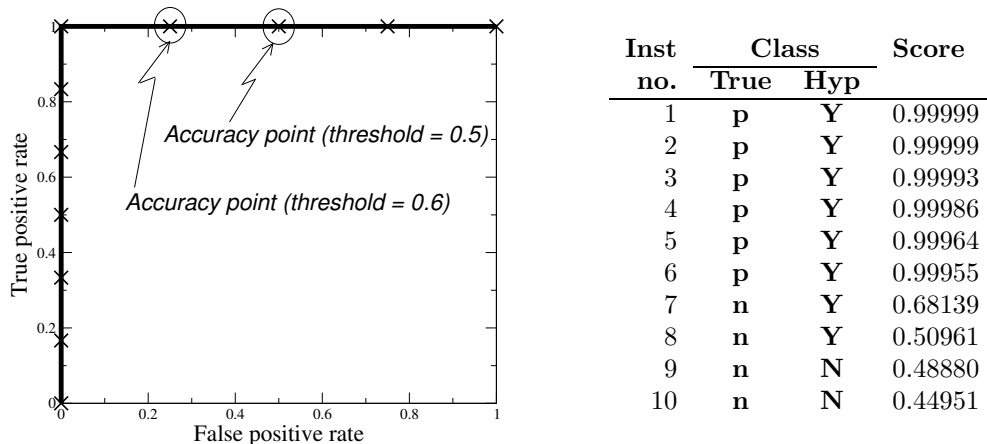 1
0.8
0.6
0.4
0.2
0
0
0.2
0.4
0.6
0.8
1
True positive rate
False positive rate
Accuracy point (threshold = 0.5)
Accuracy point (threshold = 0.6)
Inst Class Score
no. True Hyp
1 p Y 0.99999
2 p Y 0.99999
3 p Y 0.99993
4 p Y 0.99986
5 p Y 0.99964
6 p Y 0.99955
7 n Y 0.68139
8 n Y 0.50961
9 n N 0.48880
10 n N 0.44951